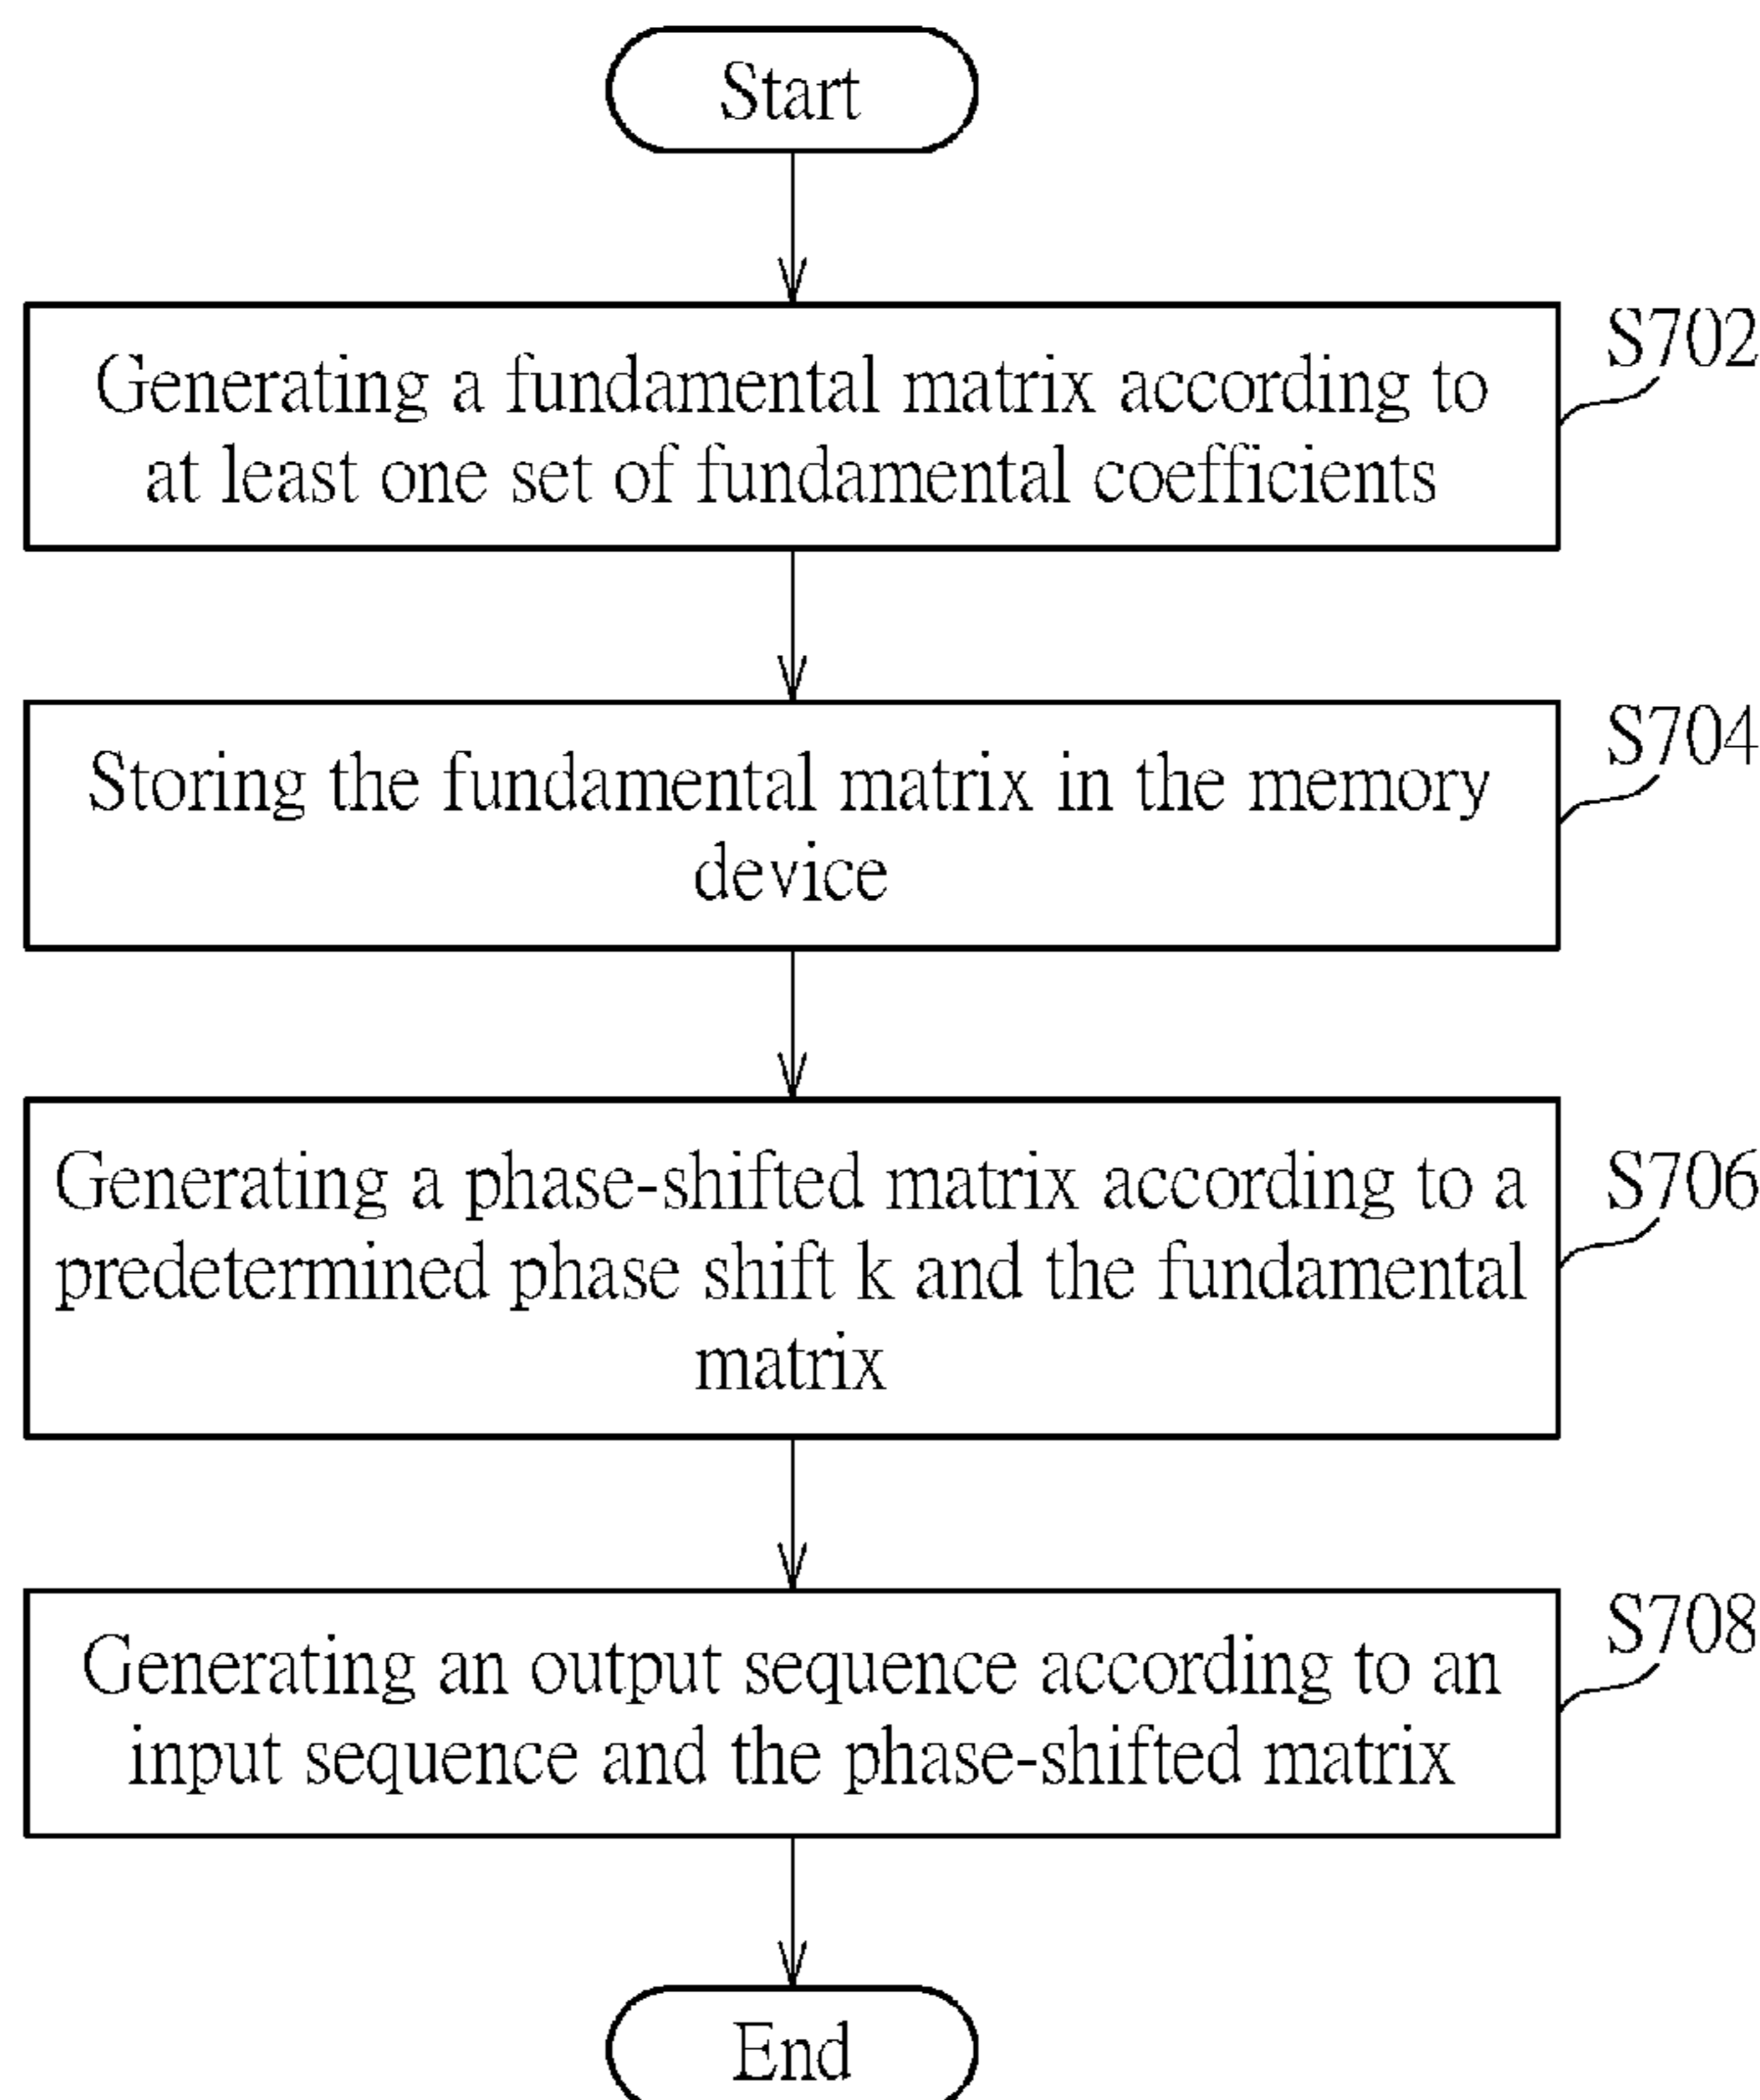 Start
S702
Generating a fundamental matrix according to
at least one set of fundamental coefficients
S704
Storing the fundamental matrix in the memory
device
S706
Generating a phase-shifted matrix according to a
predetermined phase shift k and the fundamental
matrix
S708
Generating an output sequence according to an
input sequence and the phase-shifted matrix
End